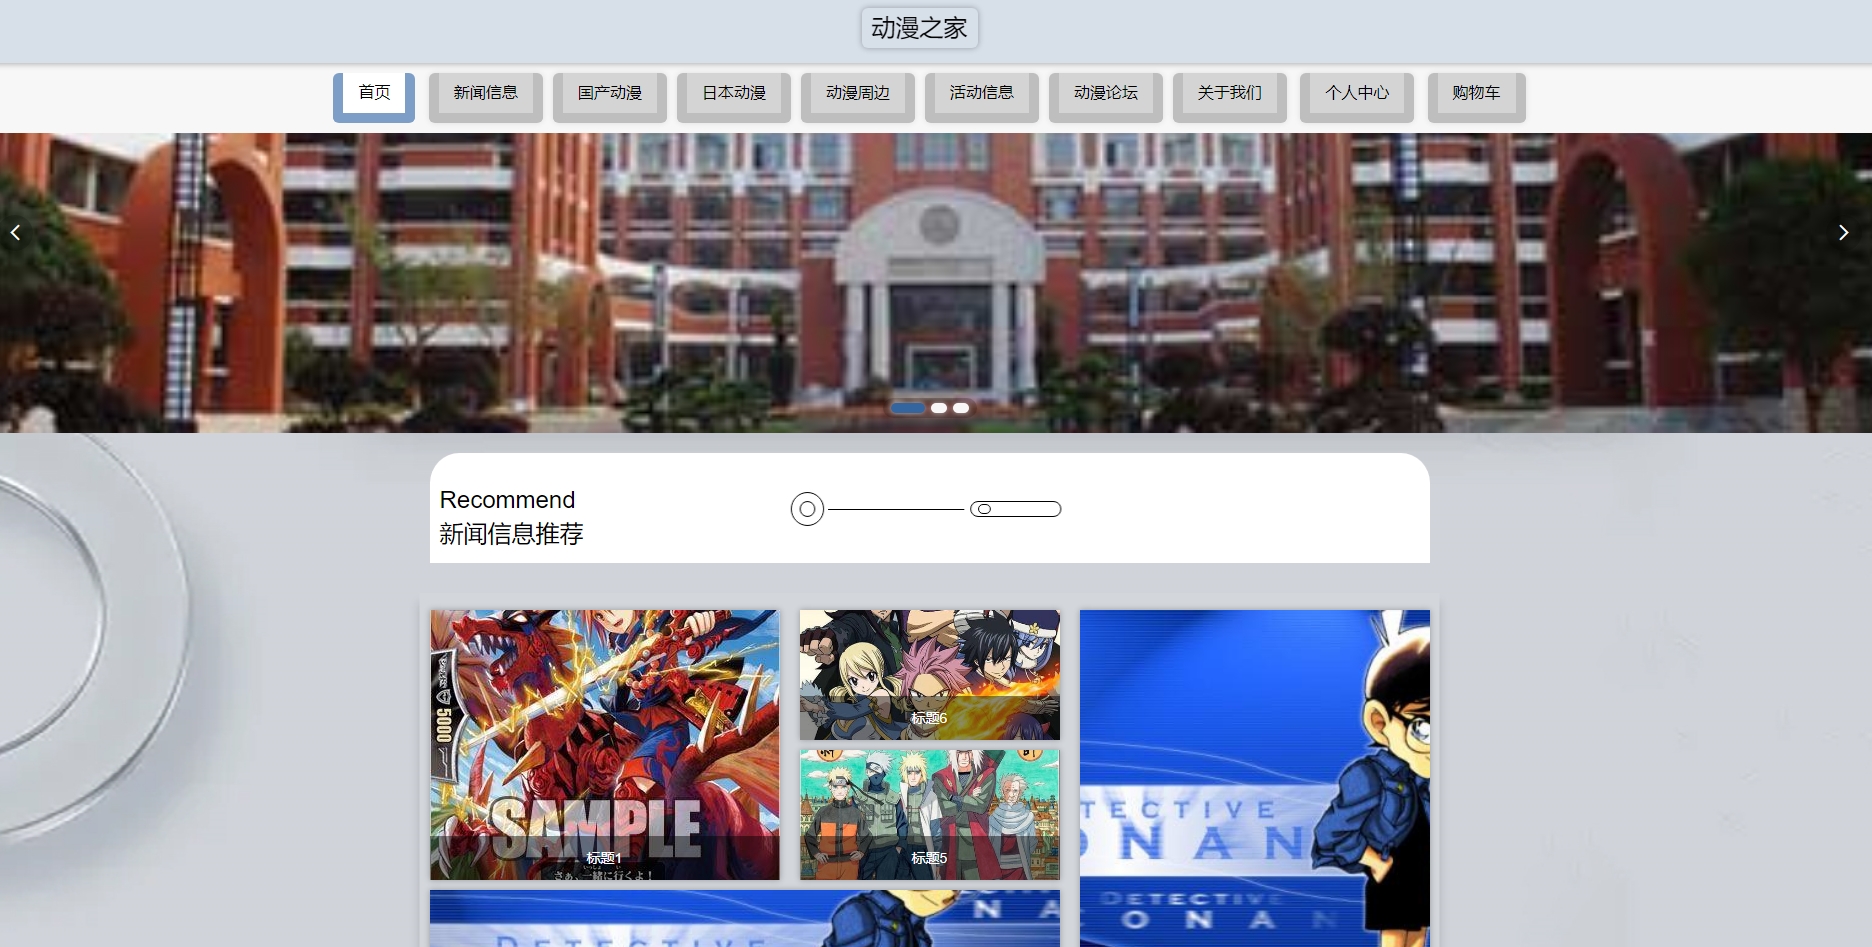 动漫之家
首页
新闻信息
国产动漫
日本动漫
动漫周边
活动信息
动漫论坛
关于我们
个人中心
购物车
Recommend
新闻信息推荐
5000
SAMPLE
标题1
さぁ、一緒に行くよ!
标题6
标题5
TECTIVE
ONAN
DETECTIVE
CONAN
N A
DETECTIVE